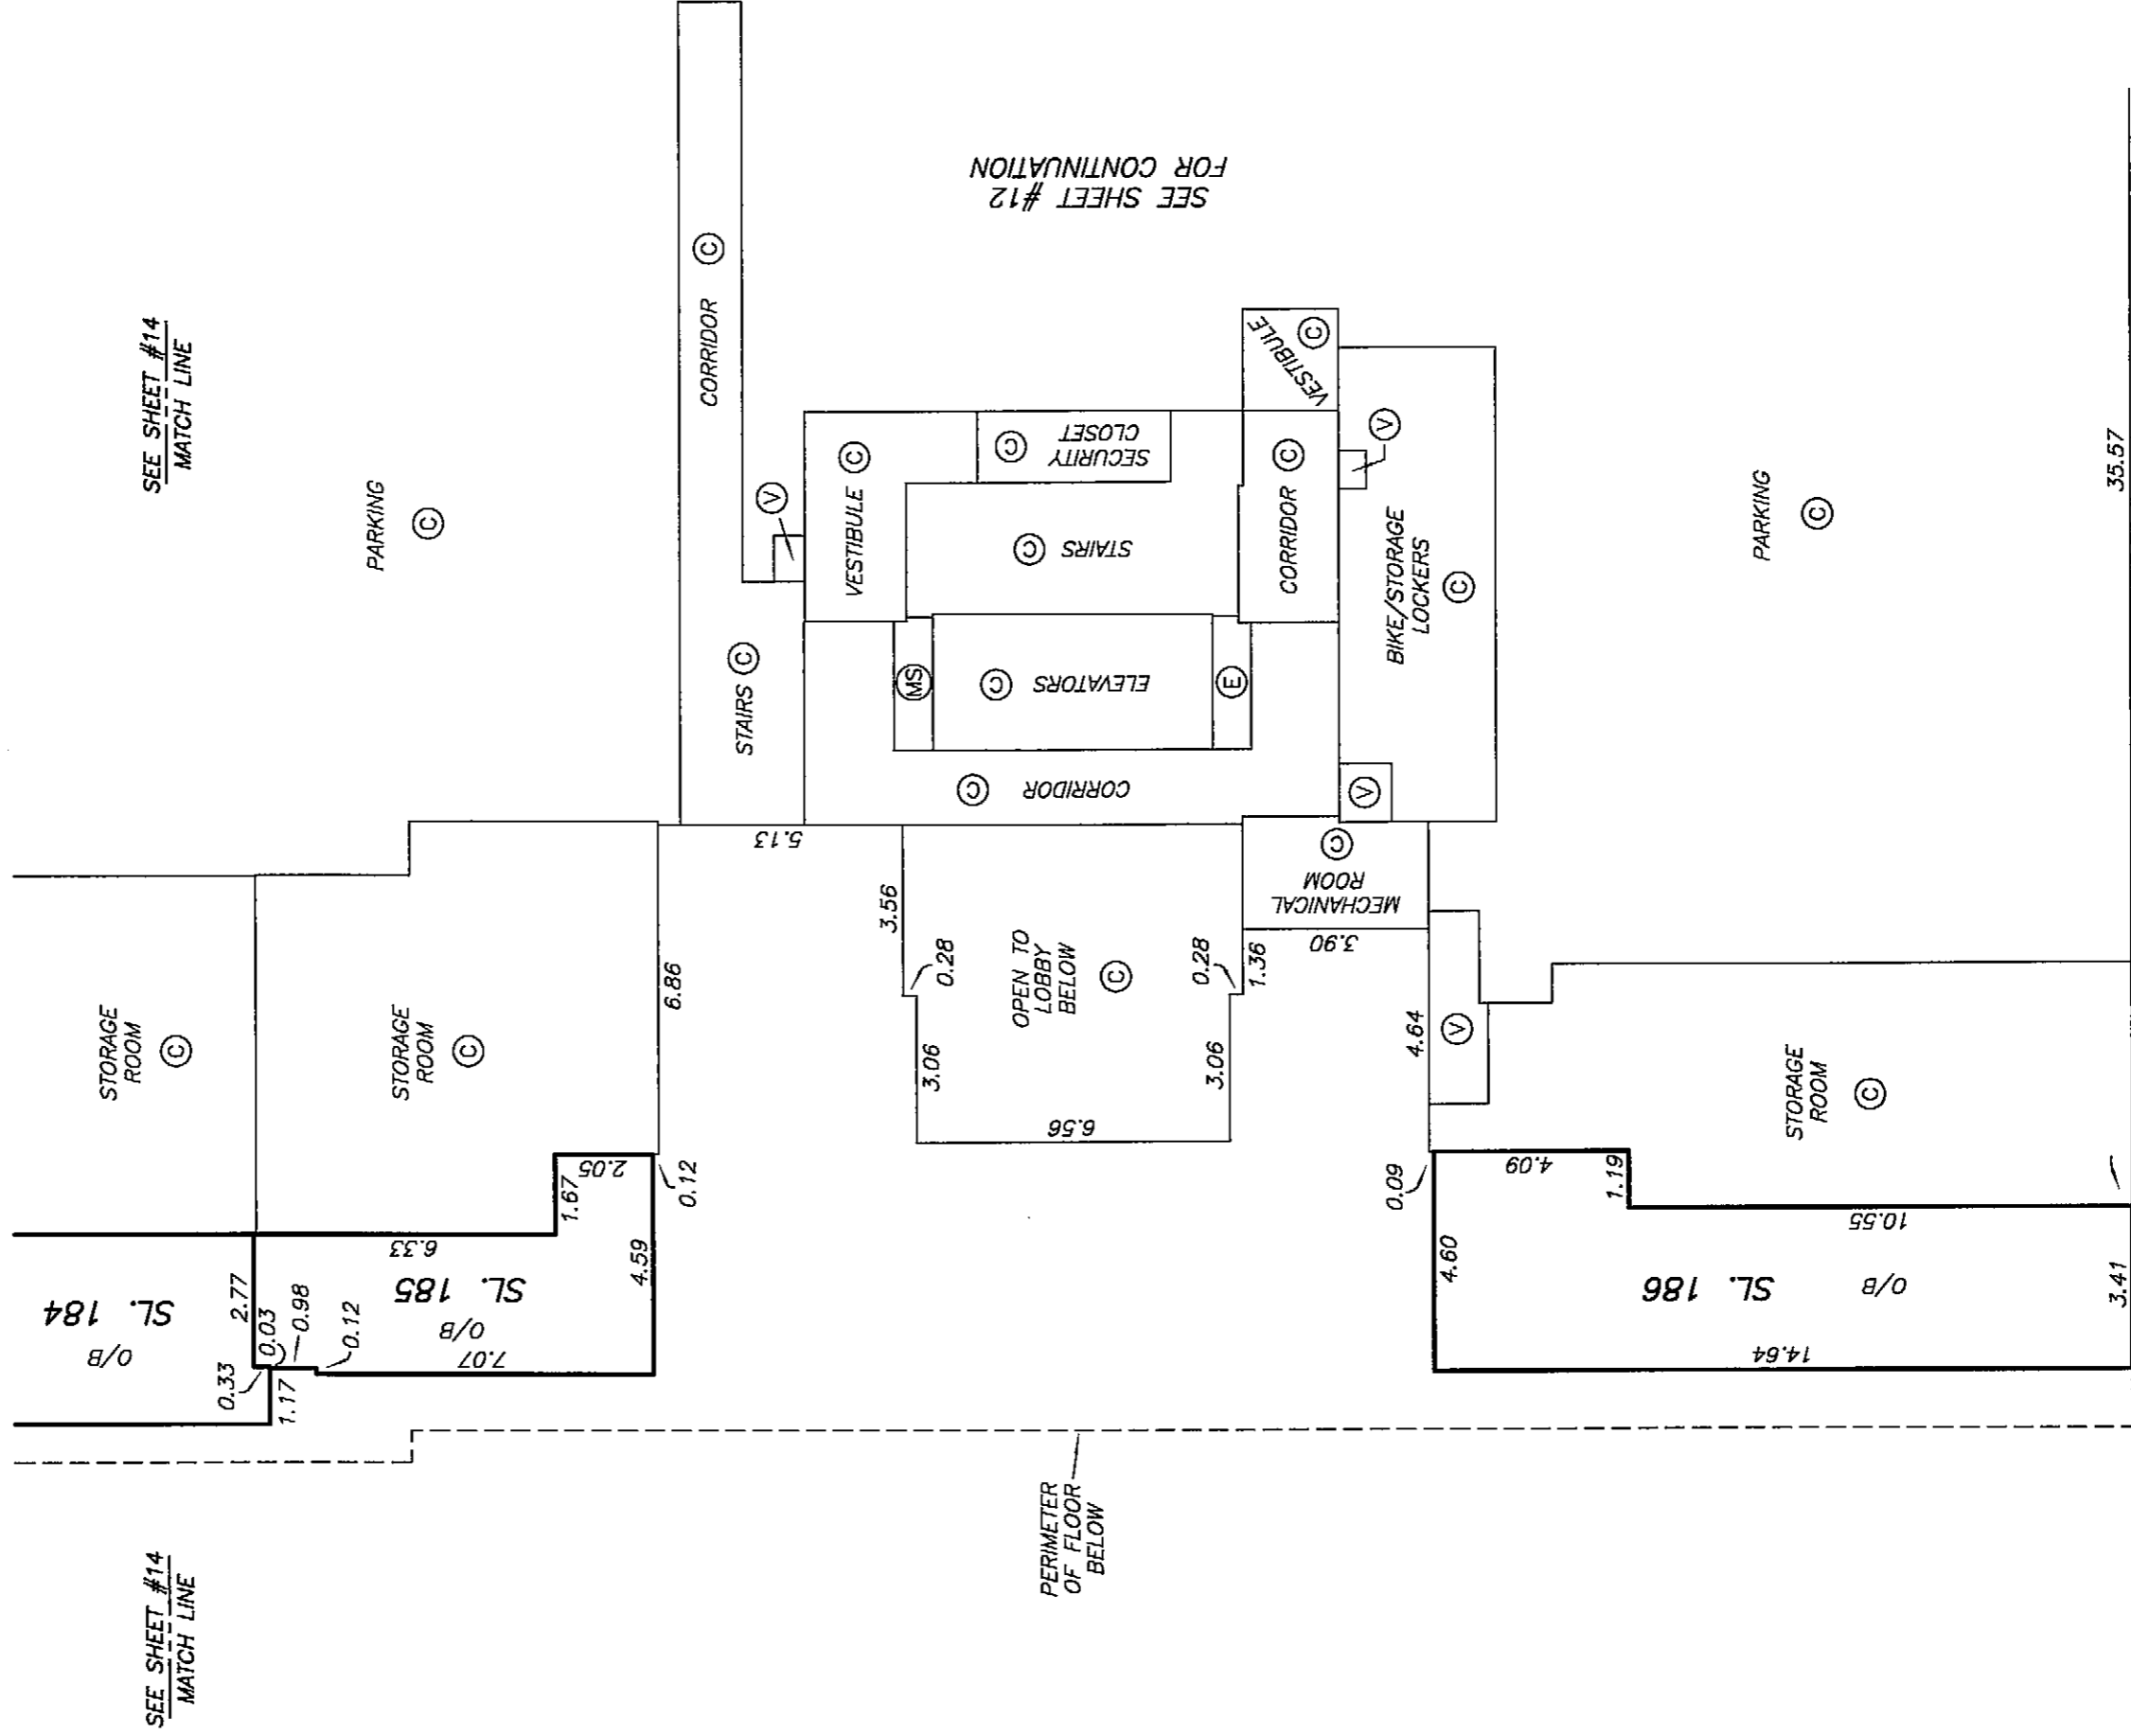 SEE SHEET #14
MATCH LINE
PARKING
C
CORRIDOR C
SEE SHEET #12
FOR CONTINUATION
V
VESTIBULE C
SECURITY
CLOSET
C
STAIRS C
VESTIBULE
C
CORRIDOR C
V
BIKE/STORAGE
LOCKERS
C
PARKING
C
35.57
STAIRS C
MS
ELEVATORS C
E
CORRIDOR C
V
5.13
STORAGE
ROOM
C
STORAGE
ROOM
C
6.86
3.56
0.28
3.06
OPEN TO
LOBBY
BELOW
C
0.28
1.36
3.06
6.56
MECHANICAL
ROOM
C
3.90
4.64
V
STORAGE
ROOM
C
SL. 184
O/B
2.77
0.03
0.98
0.33
1.17
0.12
6.33
SL. 185
O/B
7.07
1.67
2.05
0.12
4.59
0.09
4.09
1.19
4.60
10.55
SL. 186
O/B
14.64
3.41
PERIMETER
OF FLOOR
BELOW
SEE SHEET #14
MATCH LINE